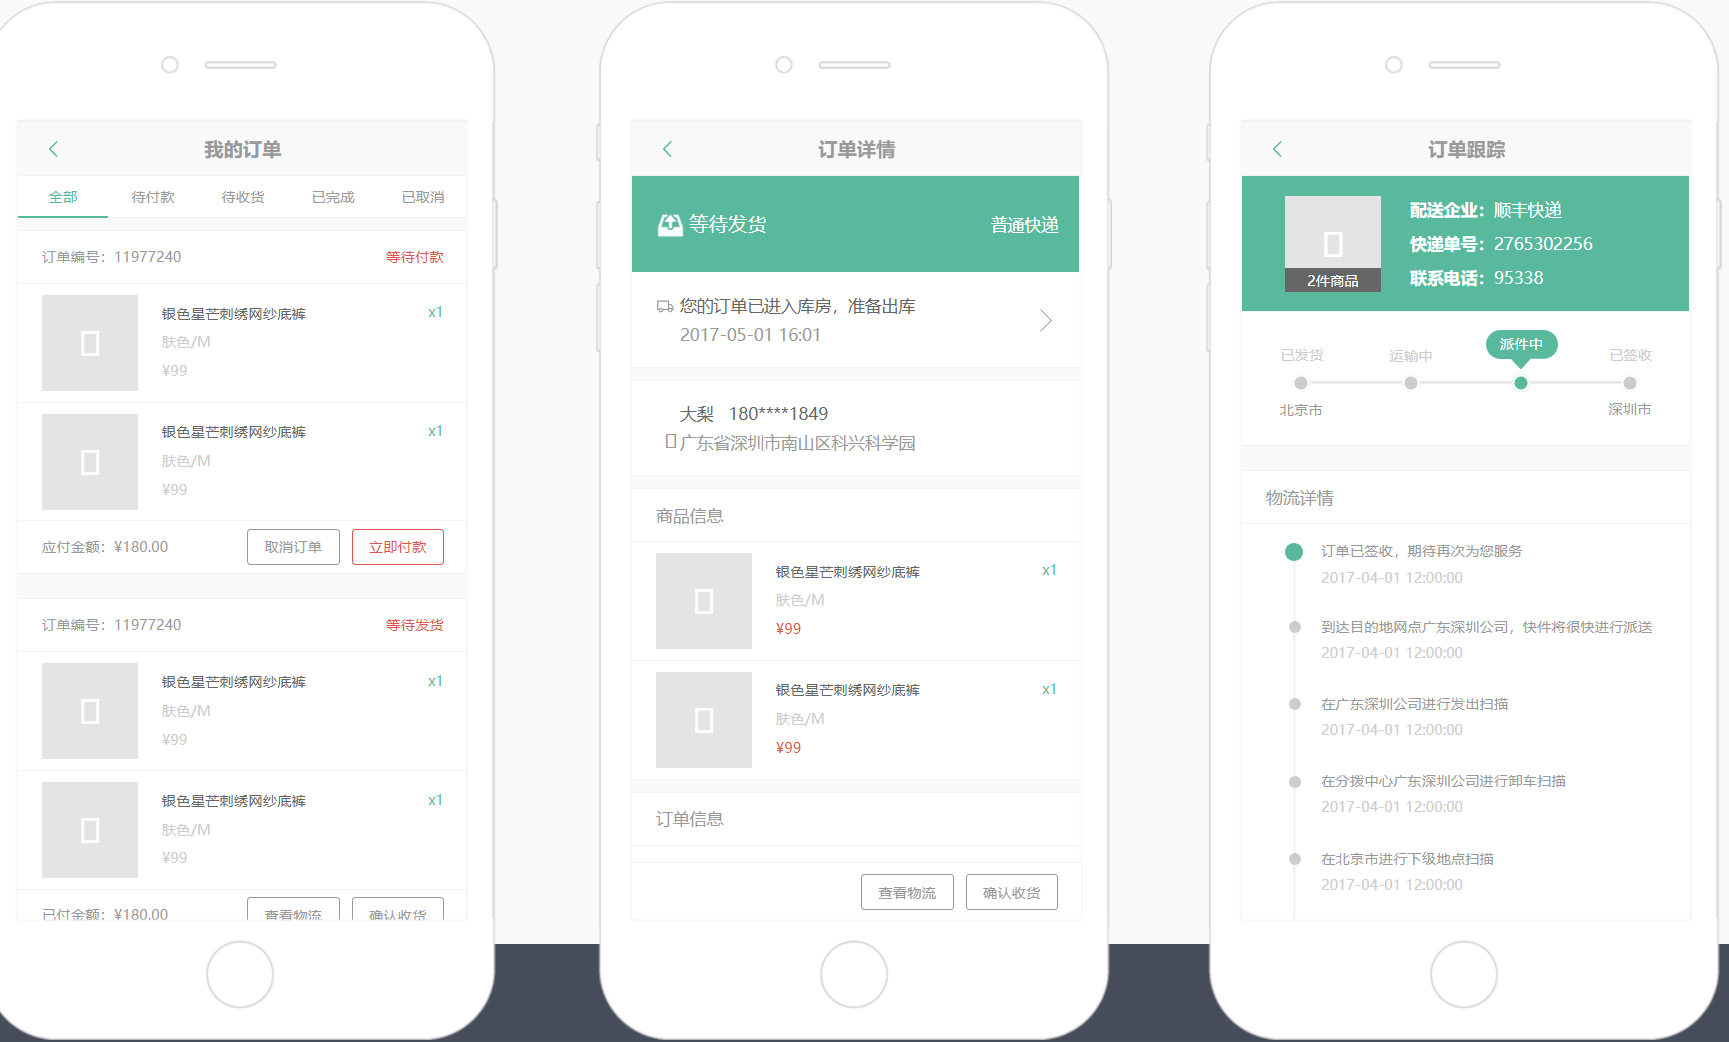 我的订单
全部 待付款 待收货 已完成 已取消
订单编号：11977240 等待付款
银色星芒刺绣网纱底裤 x1
肤色/M
¥99
银色星芒刺绣网纱底裤 x1
肤色/M
¥99
应付金额：¥180.00 取消订单 立即付款
订单编号：11977240 等待发货
银色星芒刺绣网纱底裤 x1
肤色/M
¥99
银色星芒刺绣网纱底裤 x1
肤色/M
¥99
已付金额：¥180.00 查看物流 确认收货
订单详情
等待发货 普通快递
您的订单已进入库房，准备出库
2017-05-01 16:01
大梨 180****1849
广东省深圳市南山区科兴科学园
商品信息
银色星芒刺绣网纱底裤 x1
肤色/M
¥99
银色星芒刺绣网纱底裤 x1
肤色/M
¥99
订单信息
查看物流 确认收货
订单跟踪
配送企业：顺丰快递
快递单号：2765302256
联系电话：95338
2件商品
已发货 运输中 派件中 已签收
北京市 深圳市
物流详情
订单已签收，期待再次为您服务
2017-04-01 12:00:00
到达目的地网点广东深圳公司，快件将很快进行派送
2017-04-01 12:00:00
在广东深圳公司进行发出扫描
2017-04-01 12:00:00
在分拨中心广东深圳公司进行卸车扫描
2017-04-01 12:00:00
在北京市进行下级地点扫描
2017-04-01 12:00:00